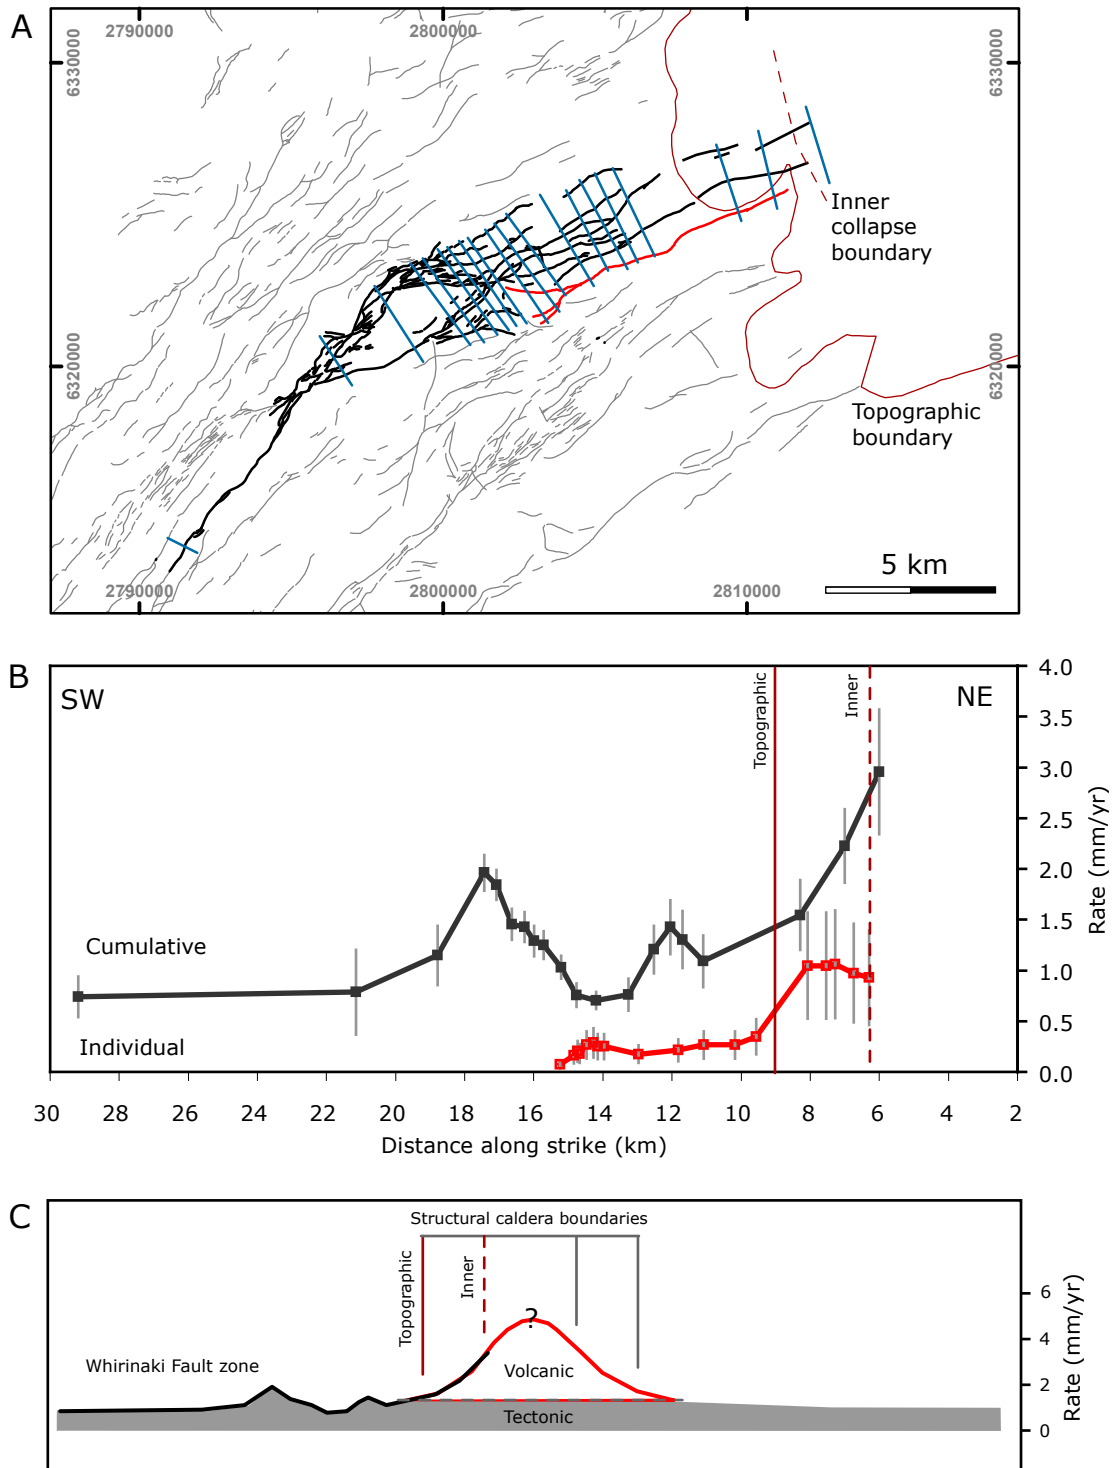 A
2790000
2800000
6330000
6330000
Inner
collapse
boundary
6320000
6320000
Topographic
boundary
5 km
2790000
2800000
2810000
B
SW
NE
Topographic
Inner
4.0
3.5
3.0
2.5
2.0
1.5
1.0
0.5
0.0
Rate (mm/yr)
Cumulative
Individual
30 28 26 24 22 20 18 16 14 12 10 8 6 4 2
Distance along strike (km)
C
Structural caldera boundaries
Topographic
Inner
?
Whirinaki Fault zone
Volcanic
Tectonic
6
4
2
0
Rate (mm/yr)